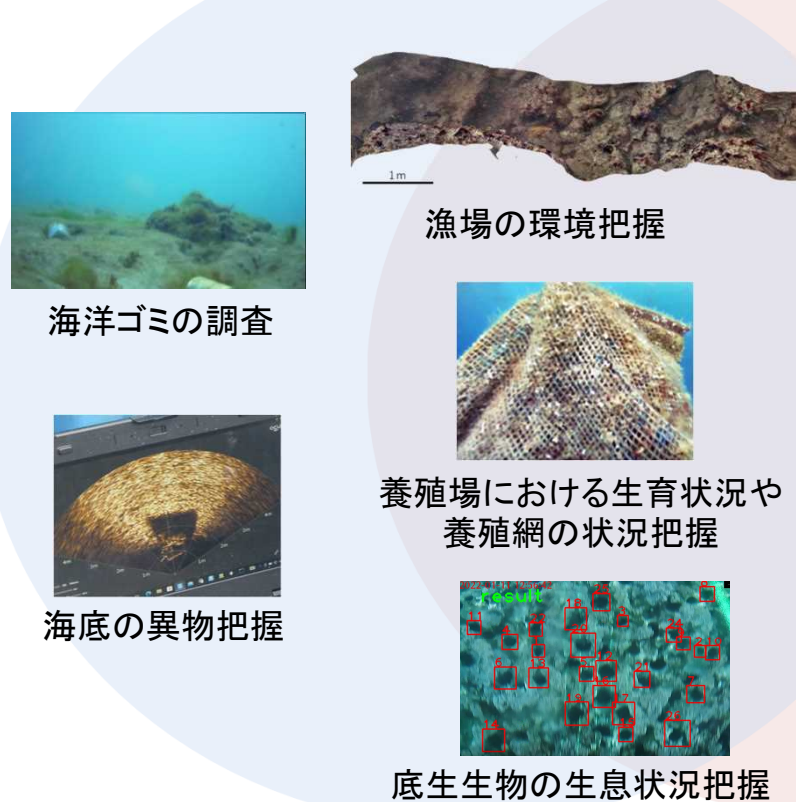 1m
漁場の環境把握
海洋ゴミの調査
養殖場における生育状況や
養殖網の状況把握
海底の異物把握
result
底生生物の生息状況把握